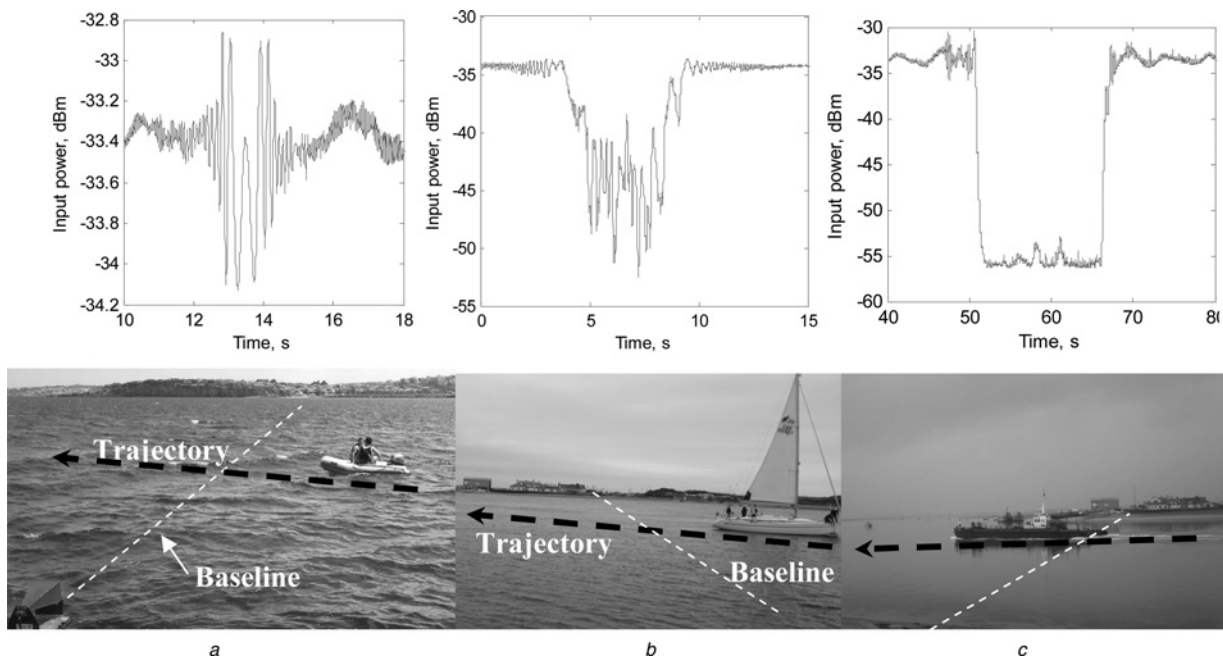 -32.8
-33
-33.2
-33.4
-33.6
-33.8
-34
-34.2
Input power, dBm
10 12 14 16 18
Time, s
-30
-35
-40
-45
-50
-55
Input power, dBm
0 5 10 15
Time, s
-30
-35
-40
-45
-50
-55
-60
Input power, dBm
40 50 60 70 80
Time, s
Trajectory
Baseline
Trajectory
Baseline
a b c